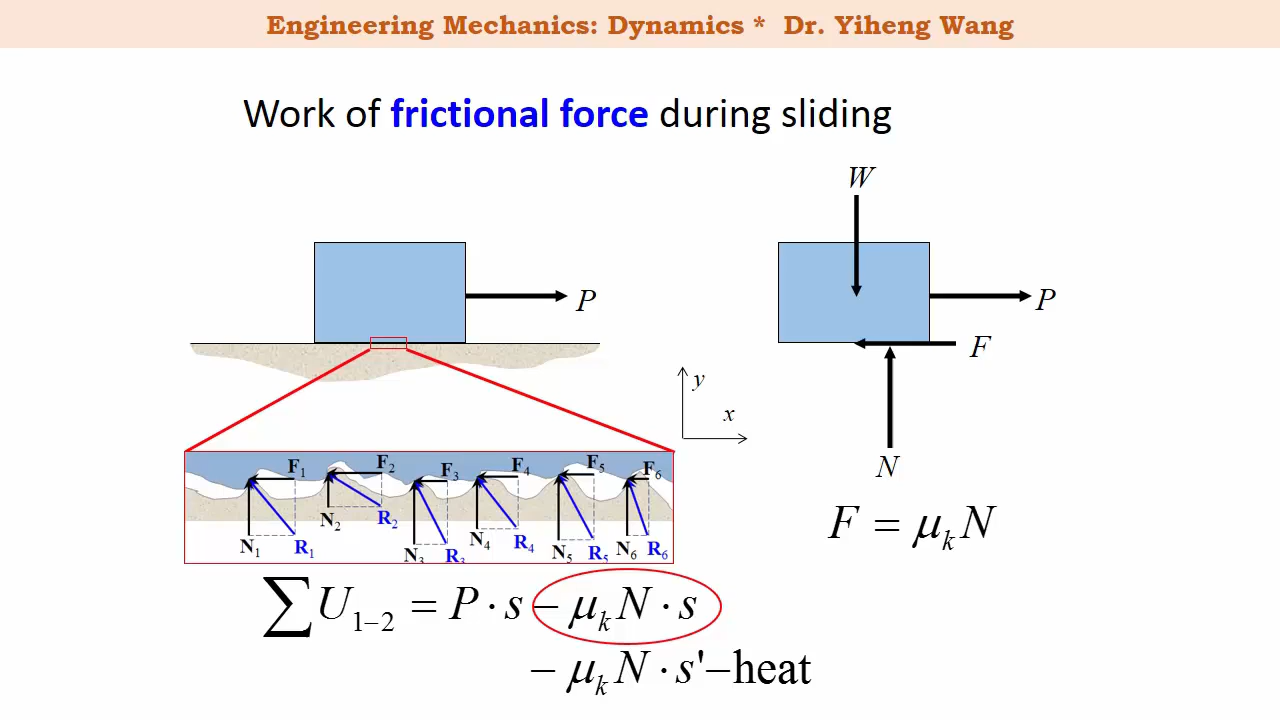 Engineering Mechanics: Dynamics * Dr. Yiheng Wang
Work of frictional force during sliding
W
P
P
F
y
x
N
F₁ F₂ F₃ F₄ F₅ F₆
N₁ R₁ N₂ R₂ N₃ R₃ N₄ R₄ N₅ R₅ N₆ R₆
F = μₖN
∑U₁₋₂ = P · s − μₖN · s
− μₖN · s' − heat